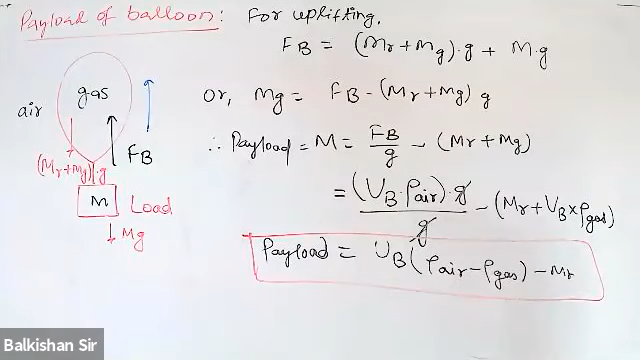 Payload of balloon: For uplifting,
FB = (Mr+Mg).g + M.g
gas
air
or, Mg = FB - (Mr+Mg) g
FB
(Mr+Mg).g
∴ Payload = M = FB/g - (Mr+Mg)
M Load
Mg
= (VB.ρair).g/g - (Mr+VB×ρgas)
Payload = VB(ρair-ρgas) - Mr
Balkishan Sir